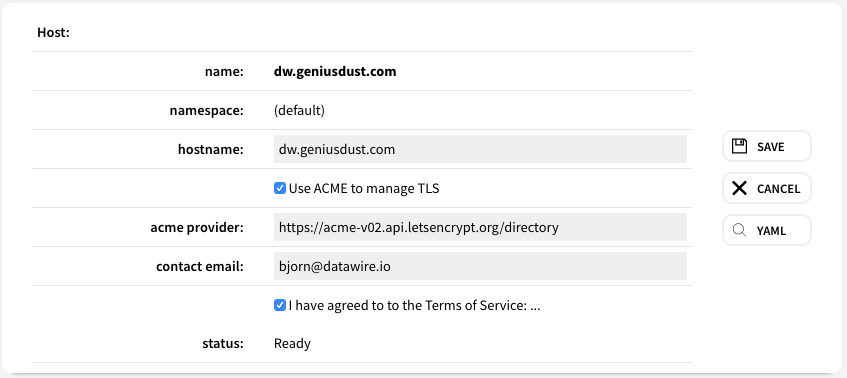 Host:
name: dw.geniusdust.com
namespace: (default)
hostname: dw.geniusdust.com
SAVE
Use ACME to manage TLS
CANCEL
acme provider: https://acme-v02.api.letsencrypt.org/directory
YAML
contact email: bjorn@datawire.io
I have agreed to to the Terms of Service: ...
status: Ready